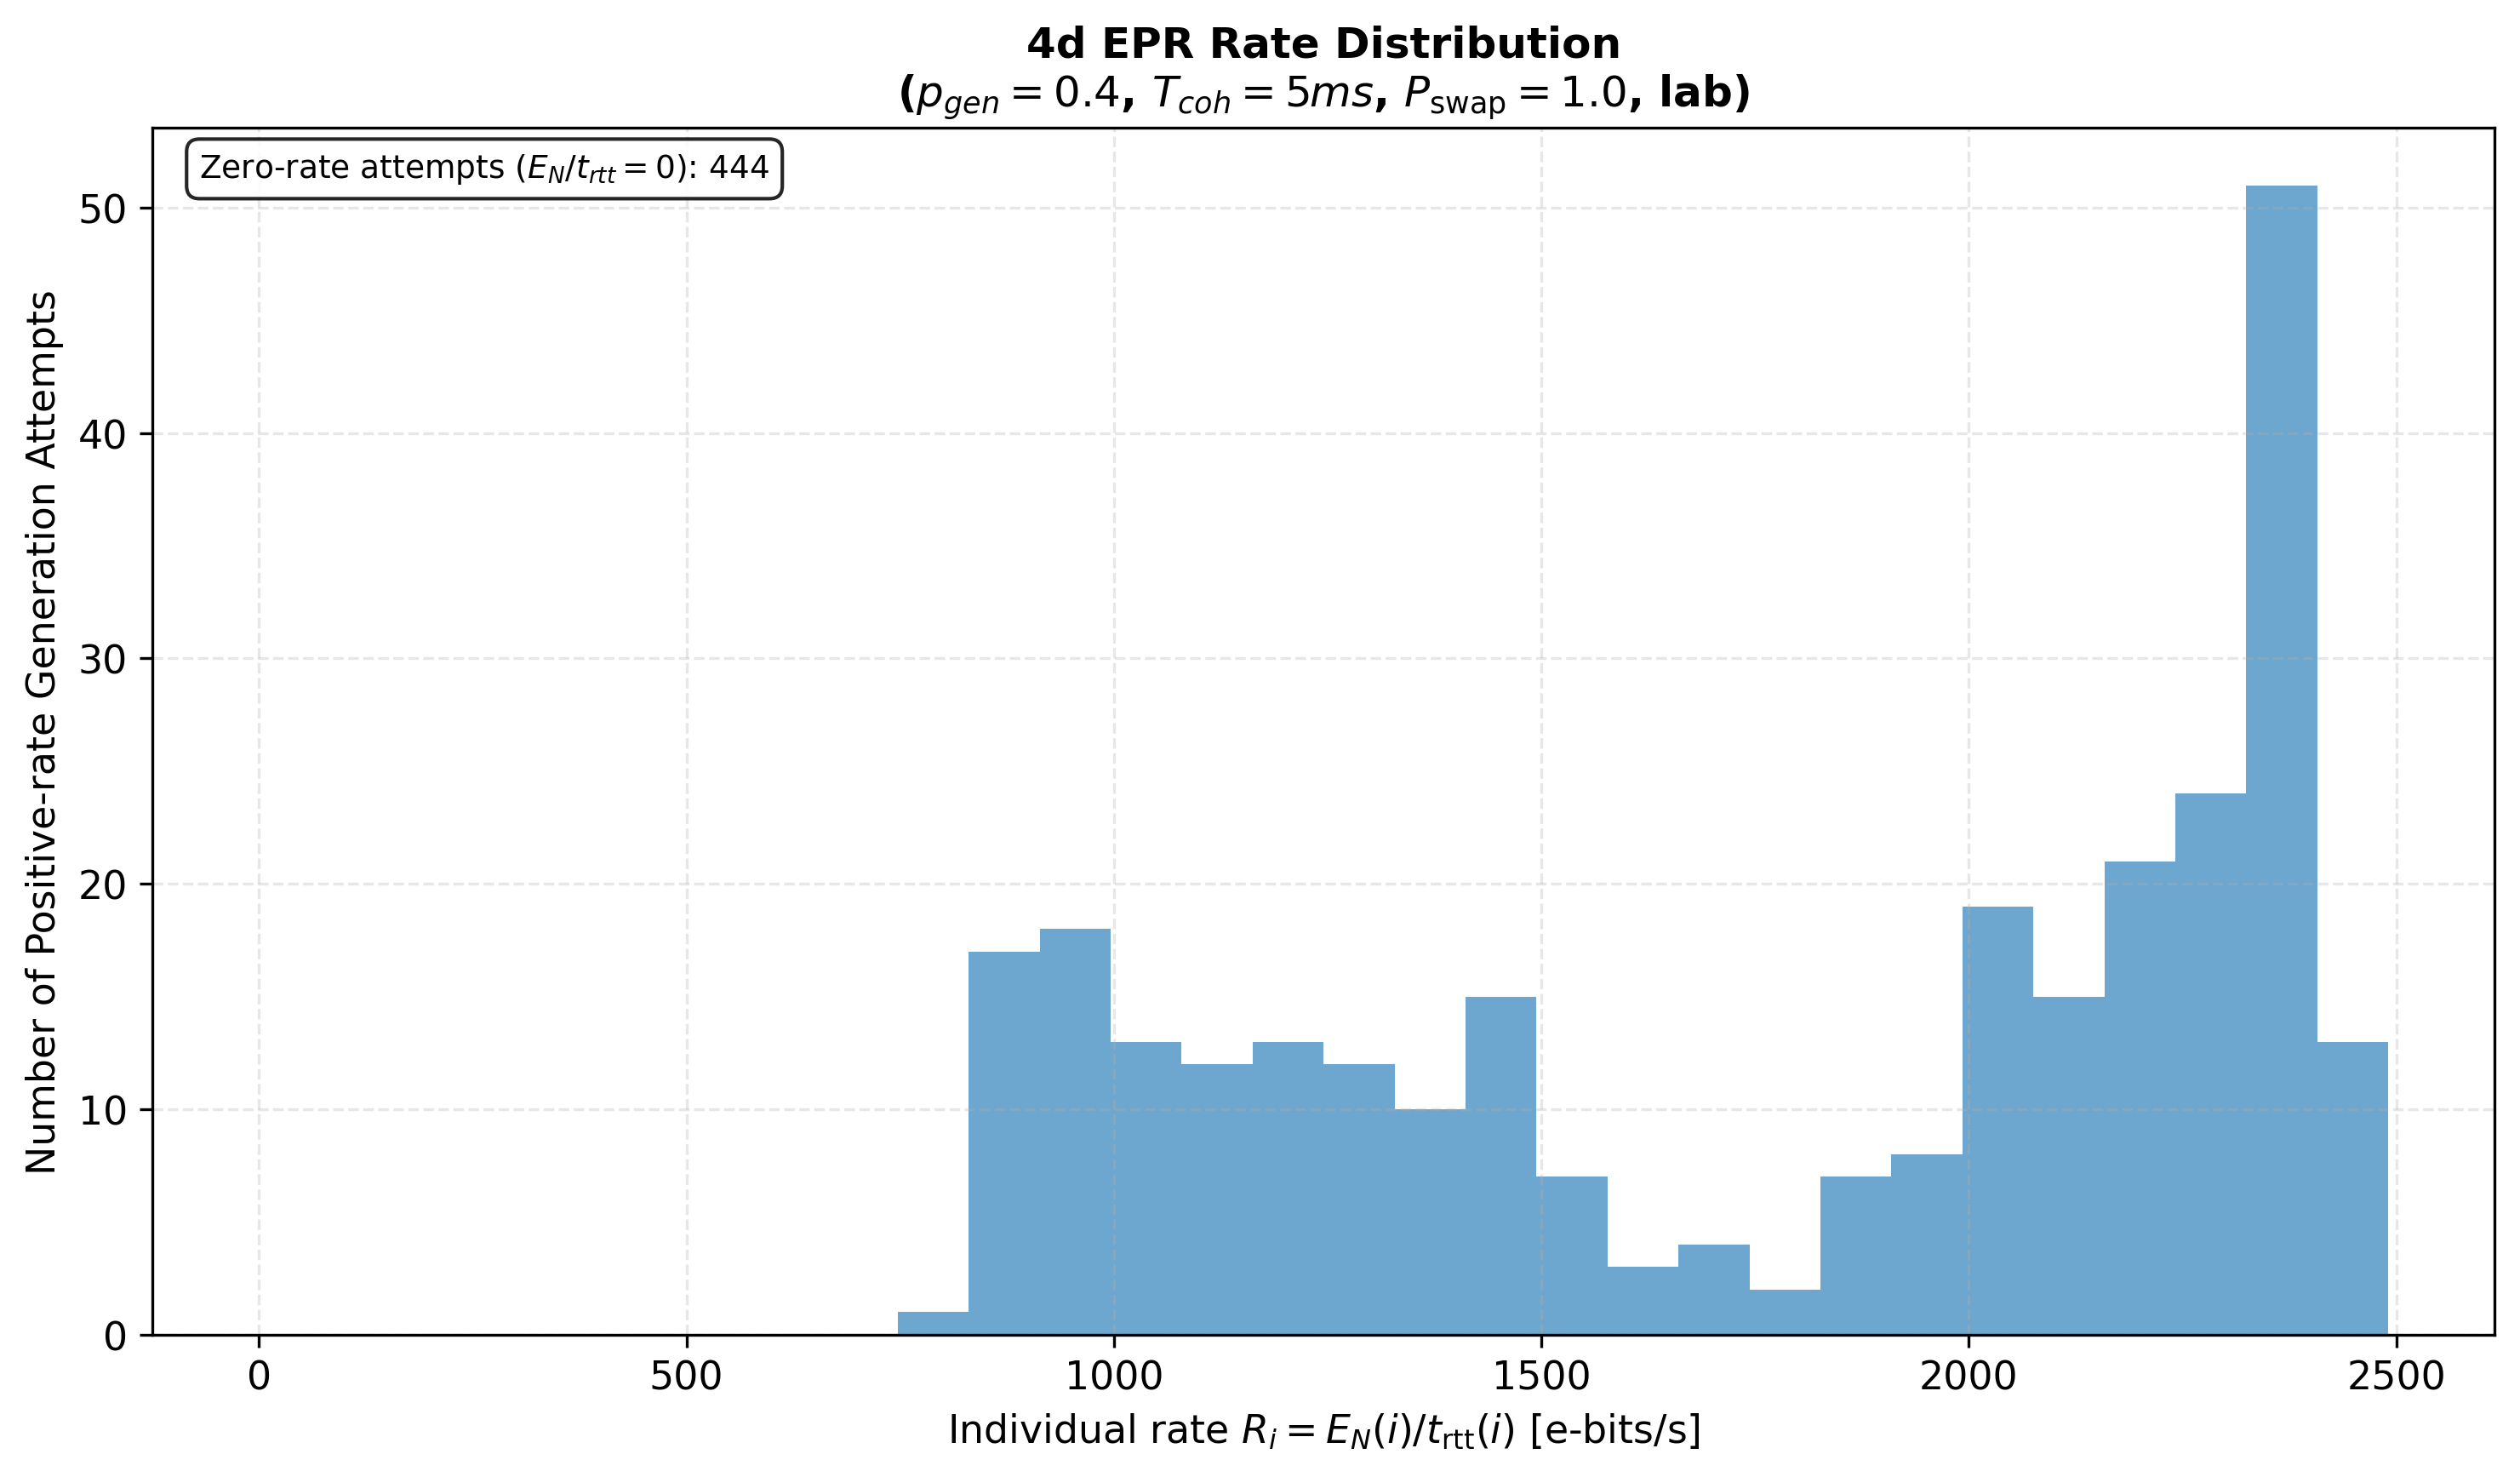 4d EPR Rate Distribution
(p_gen = 0.4, T_coh = 5ms, P_swap = 1.0, lab)
Zero-rate attempts (E_N/t_rtt = 0): 444
Number of Positive-rate Generation Attempts
50
40
30
20
10
0
0 500 1000 1500 2000 2500
Individual rate R_i = E_N(i)/t_rtt(i) [e-bits/s]